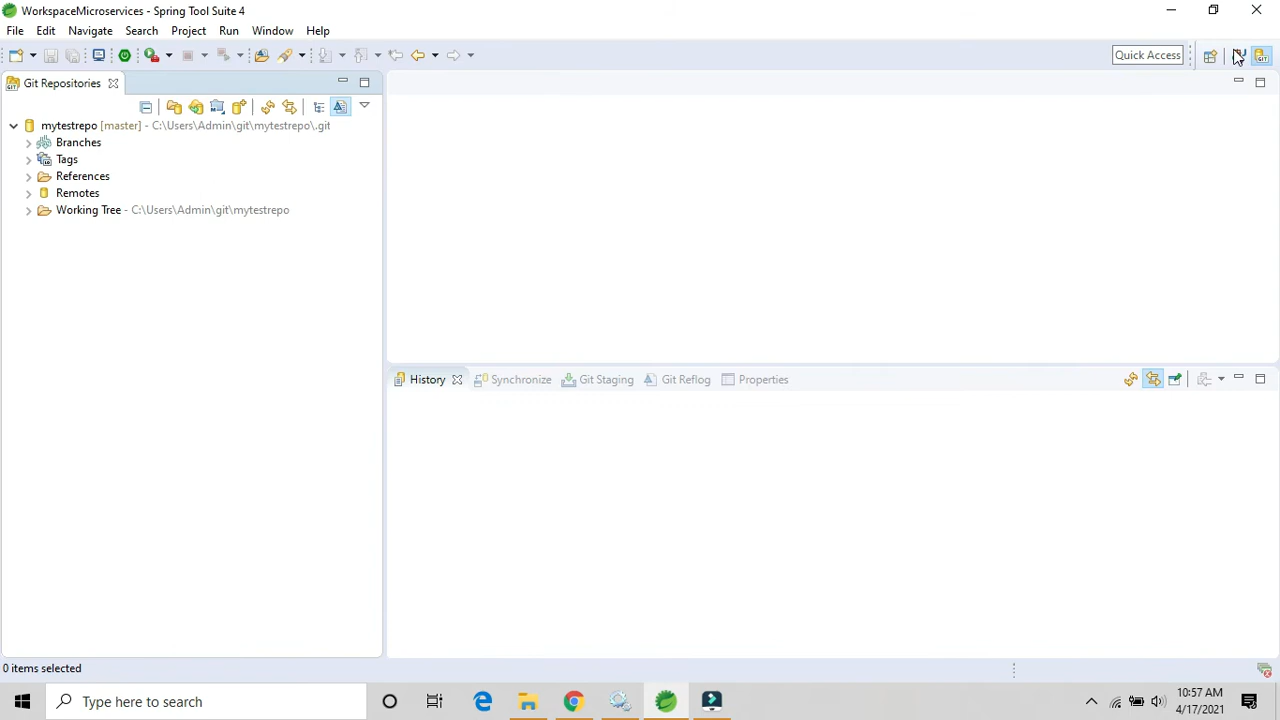 WorkspaceMicroservices - Spring Tool Suite 4
File Edit Navigate Search Project Run Window Help
Quick Access
Git Repositories
mytestrepo [master] - C:\Users\Admin\git\mytestrepo\.git
Branches
Tags
References
Remotes
Working Tree - C:\Users\Admin\git\mytestrepo
History Synchronize Git Staging Git Reflog Properties
0 items selected
Type here to search
10:57 AM
4/17/2021